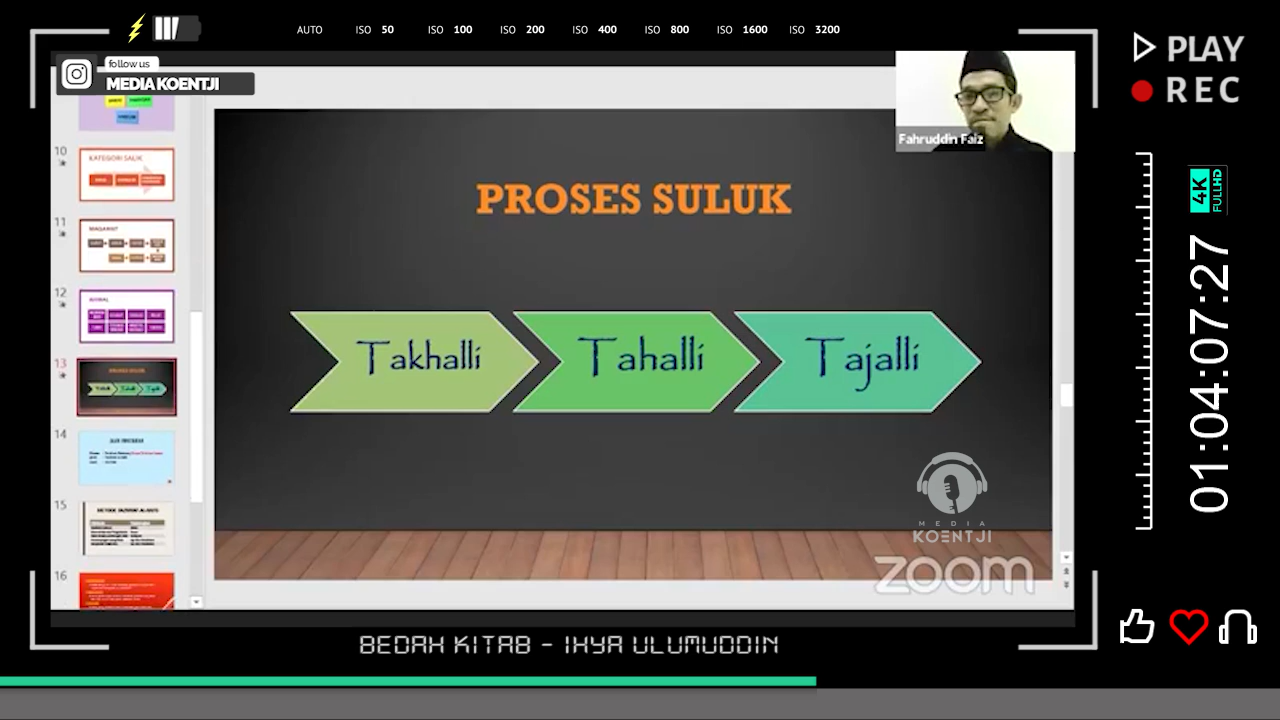 AUTO ISO 50 ISO 100 ISO 200 ISO 400 ISO 800 ISO 1600 ISO 3200
PLAY
REC
follow us
MEDIA KOENTJI
Fahruddin Faiz
10
KATEGORI SALIK
11
MAQAMAT
12
13
14
15
16
PROSES SULUK
Takhalli
Tahalli
Tajalli
MEDIA
KOENTJI
zoom
4K
FULLHD
01:04:07:27
BEDAH KITAB - IHYA ULUMUDDIN